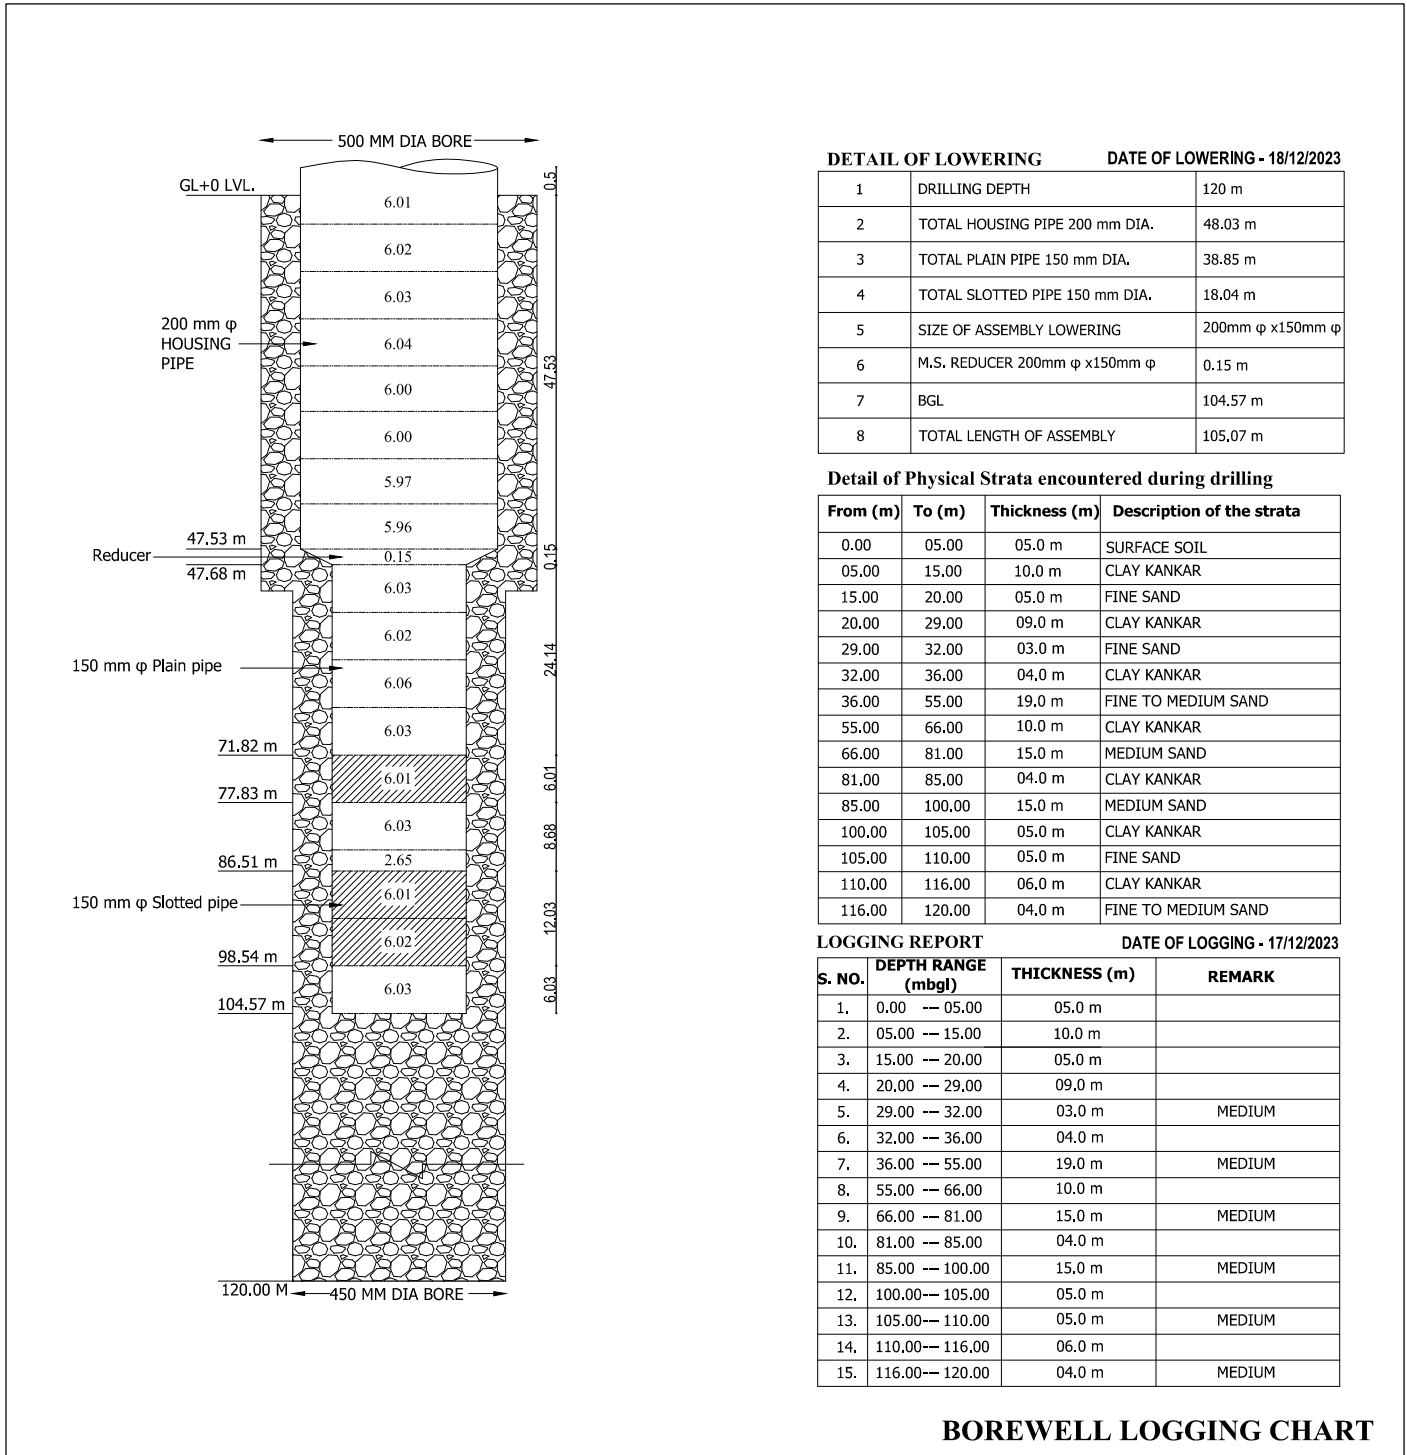 500 MM DIA BORE
GL+0 LVL.
0.5
6.01
6.02
6.03
200 mm φ
HOUSING
PIPE
6.04
47.53
6.00
6.00
5.97
5.96
47.53 m
Reducer
0.15
0.15
47.68 m
6.03
6.02
150 mm φ Plain pipe
24.14
6.06
6.03
71.82 m
6.01
6.01
77.83 m
6.03
8.68
86.51 m
2.65
6.01
150 mm φ Slotted pipe
12.03
6.02
98.54 m
6.03
6.03
104.57 m
120.00 M
450 MM DIA BORE
DETAIL OF LOWERING DATE OF LOWERING - 18/12/2023
1 DRILLING DEPTH 120 m
2 TOTAL HOUSING PIPE 200 mm DIA. 48.03 m
3 TOTAL PLAIN PIPE 150 mm DIA. 38.85 m
4 TOTAL SLOTTED PIPE 150 mm DIA. 18.04 m
5 SIZE OF ASSEMBLY LOWERING 200mm φ x150mm φ
6 M.S. REDUCER 200mm φ x150mm φ 0.15 m
7 BGL 104.57 m
8 TOTAL LENGTH OF ASSEMBLY 105.07 m
Detail of Physical Strata encountered during drilling
From (m) To (m) Thickness (m) Description of the strata
0.00 05.00 05.0 m SURFACE SOIL
05.00 15.00 10.0 m CLAY KANKAR
15.00 20.00 05.0 m FINE SAND
20.00 29.00 09.0 m CLAY KANKAR
29.00 32.00 03.0 m FINE SAND
32.00 36.00 04.0 m CLAY KANKAR
36.00 55.00 19.0 m FINE TO MEDIUM SAND
55.00 66.00 10.0 m CLAY KANKAR
66.00 81.00 15.0 m MEDIUM SAND
81.00 85.00 04.0 m CLAY KANKAR
85.00 100.00 15.0 m MEDIUM SAND
100.00 105.00 05.0 m CLAY KANKAR
105.00 110.00 05.0 m FINE SAND
110.00 116.00 06.0 m CLAY KANKAR
116.00 120.00 04.0 m FINE TO MEDIUM SAND
LOGGING REPORT DATE OF LOGGING - 17/12/2023
S. NO. DEPTH RANGE (mbgl) THICKNESS (m) REMARK
1. 0.00 --- 05.00 05.0 m
2. 05.00 --- 15.00 10.0 m
3. 15.00 --- 20.00 05.0 m
4. 20.00 --- 29.00 09.0 m
5. 29.00 --- 32.00 03.0 m MEDIUM
6. 32.00 --- 36.00 04.0 m
7. 36.00 --- 55.00 19.0 m MEDIUM
8. 55.00 --- 66.00 10.0 m
9. 66.00 --- 81.00 15.0 m MEDIUM
10. 81.00 --- 85.00 04.0 m
11. 85.00 --- 100.00 15.0 m MEDIUM
12. 100.00--- 105.00 05.0 m
13. 105.00--- 110.00 05.0 m MEDIUM
14. 110.00--- 116.00 06.0 m
15. 116.00--- 120.00 04.0 m MEDIUM
BOREWELL LOGGING CHART